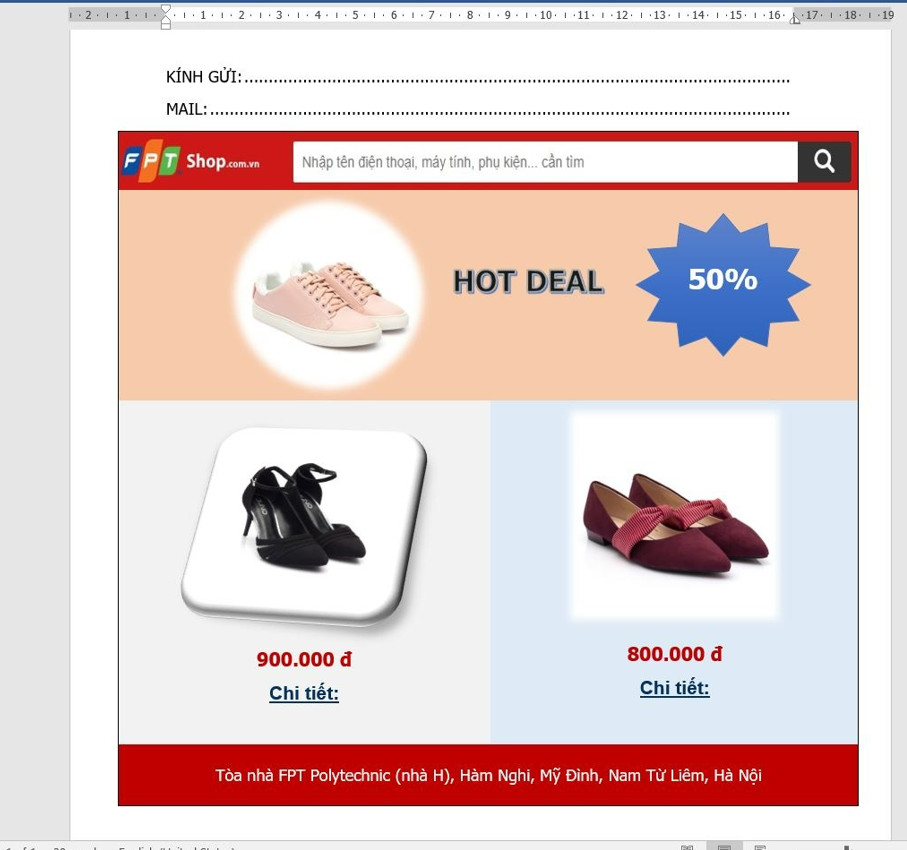 2 1 1 2 3 4 5 6 7 8 9 10 11 12 13 14 15 16 17 18 19
KÍNH GỬI:
MAIL:
FPT Shop.com.vn
Nhập tên điện thoại, máy tính, phụ kiện... cần tìm
HOT DEAL
50%
900.000 đ
800.000 đ
Chi tiết:
Chi tiết:
Tòa nhà FPT Polytechnic (nhà H), Hàm Nghi, Mỹ Đình, Nam Từ Liêm, Hà Nội